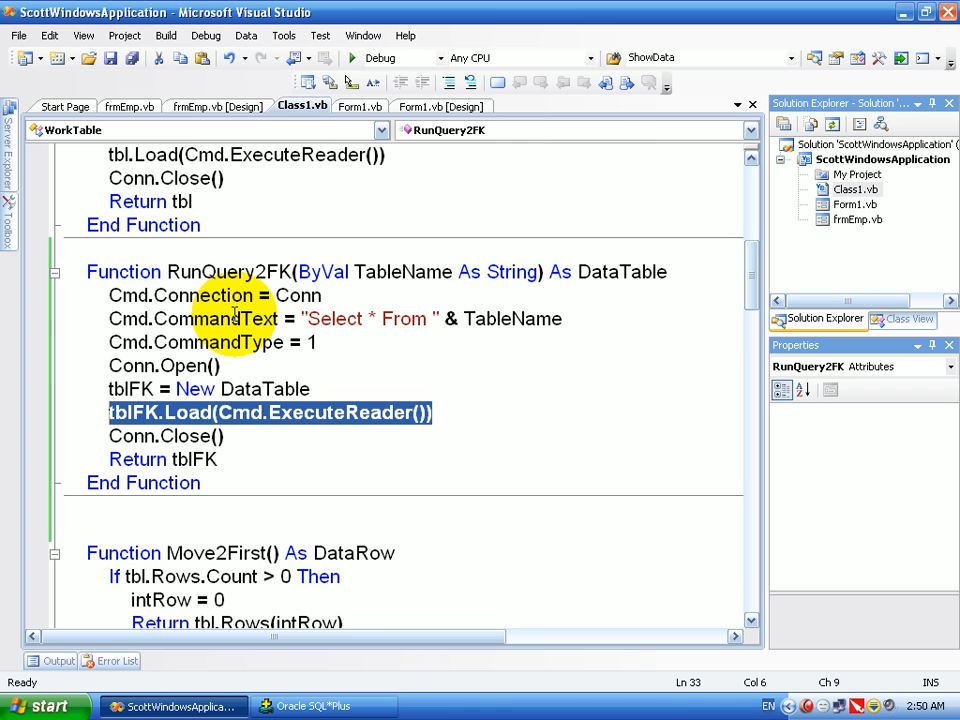 ScottWindowsApplication - Microsoft Visual Studio
File Edit View Project Build Debug Data Tools Test Window Help
Debug Any CPU ShowData
Start Page frmEmp.vb frmEmp.vb [Design] Class1.vb Form1.vb Form1.vb [Design]
WorkTable RunQuery2FK
tbl.Load(Cmd.ExecuteReader())
Conn.Close()
Return tbl
End Function
Function RunQuery2FK(ByVal TableName As String) As DataTable
Cmd.Connection = Conn
Cmd.CommandText = "Select * From " & TableName
Cmd.CommandType = 1
Conn.Open()
tblFK = New DataTable
tblFK.Load(Cmd.ExecuteReader())
Conn.Close()
Return tblFK
End Function
Function Move2First() As DataRow
If tbl.Rows.Count > 0 Then
intRow = 0
Return tbl.Rows(intRow)
Server Explorer
Toolbox
Solution Explorer - Solution '...
Solution 'ScottWindowsApplication' (
ScottWindowsApplication
My Project
Class1.vb
Form1.vb
frmEmp.vb
Solution Explorer Class View
Properties
RunQuery2FK Attributes
Output Error List
Ready Ln 33 Col 6 Ch 9 INS
start ScottWindowsApplica... Oracle SQL*Plus EN 2:50 AM